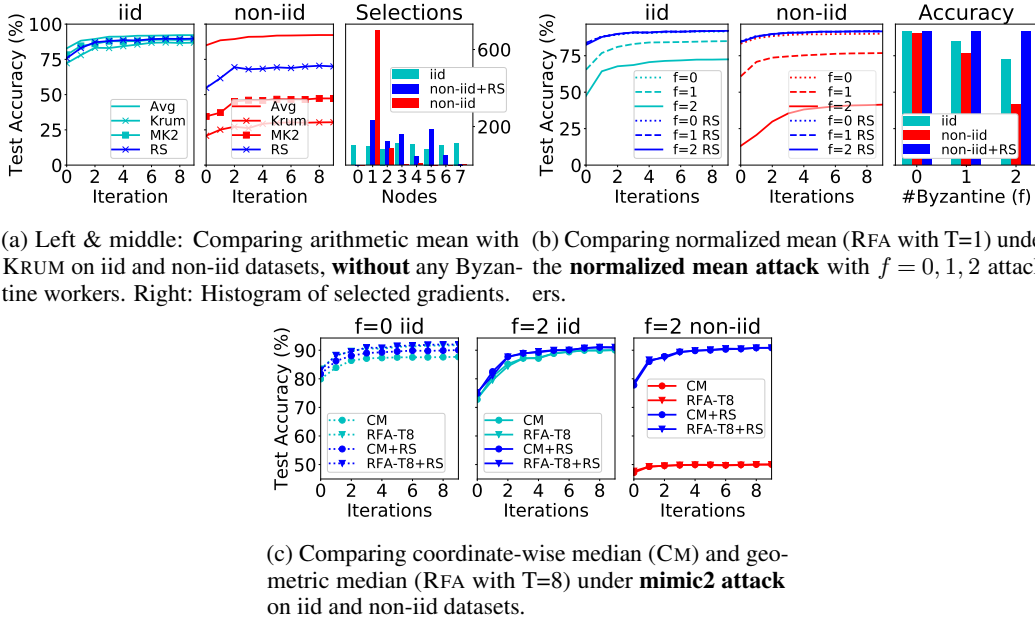 iid
non-iid
Selections
Test Accuracy (%)
100
75
50
25
0
Avg
Krum
MK2
RS
Avg
Krum
MK2
RS
iid
non-iid+RS
non-iid
600
200
0 2 4 6 8
0 2 4 6 8
0 1 2 3 4 5 6 7
Iteration
Iteration
Nodes
iid
non-iid
Accuracy
Test Accuracy (%)
75
50
25
0
f=0
f=1
f=2
f=0 RS
f=1 RS
f=2 RS
f=0
f=1
f=2
f=0 RS
f=1 RS
f=2 RS
iid
non-iid
non-iid+RS
0 2 4 6 8
0 2 4 6 8
0 1 2
Iteration
Iteration
#Byzantine (f)
(a) Left & middle: Comparing arithmetic mean with
KRUM on iid and non-iid datasets, without any Byzan-
tine workers. Right: Histogram of selected gradients.
(b) Comparing normalized mean (RFA with T=1) unde
the normalized mean attack with f = 0, 1, 2 attack
ers.
f=0 iid
f=2 iid
f=2 non-iid
Test Accuracy (%)
90
80
70
60
50
CM
RFA-T8
CM+RS
RFA-T8+RS
CM
RFA-T8
CM+RS
RFA-T8+RS
CM
RFA-T8
CM+RS
RFA-T8+RS
0 2 4 6 8
0 2 4 6 8
0 2 4 6 8
Iterations
Iterations
Iterations
(c) Comparing coordinate-wise median (CM) and geo-
metric median (RFA with T=8) under mimic2 attack
on iid and non-iid datasets.